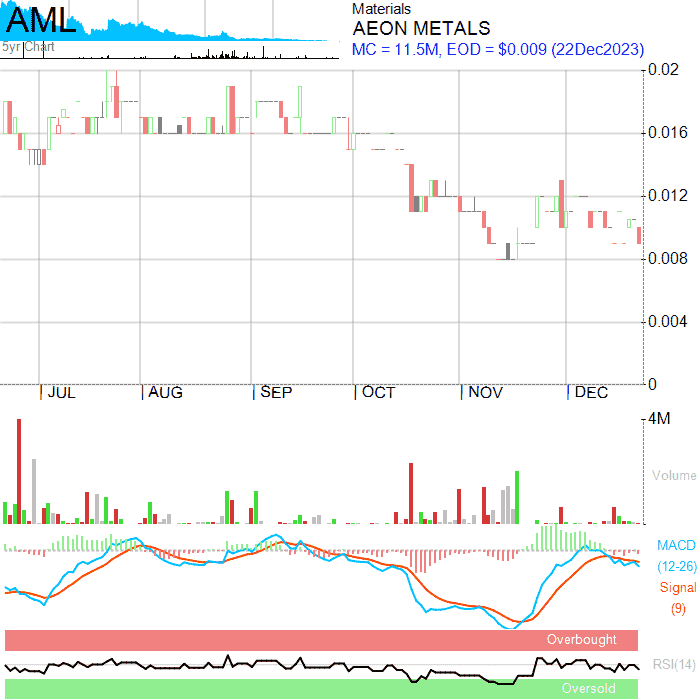 AML
5yr Chart
Materials
AEON METALS
MC = 11.5M, EOD = $0.009 (22Dec2023)
0.02
0.016
0.012
0.008
0.004
0
JUL AUG SEP OCT NOV DEC
4M
Volume
MACD
(12-26)
Signal
(9)
Overbought
RSI(14)
Oversold